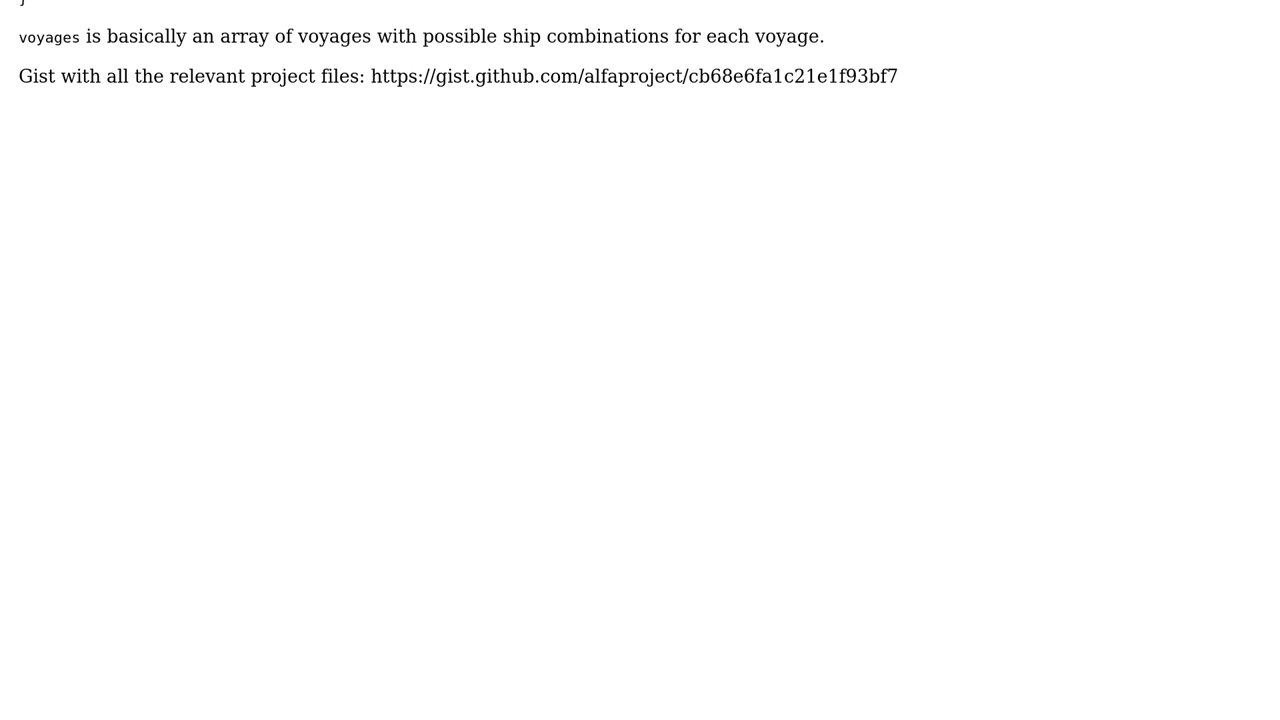 }
voyages is basically an array of voyages with possible ship combinations for each voyage.
Gist with all the relevant project files: https://gist.github.com/alfaproject/cb68e6fa1c21e1f93bf7